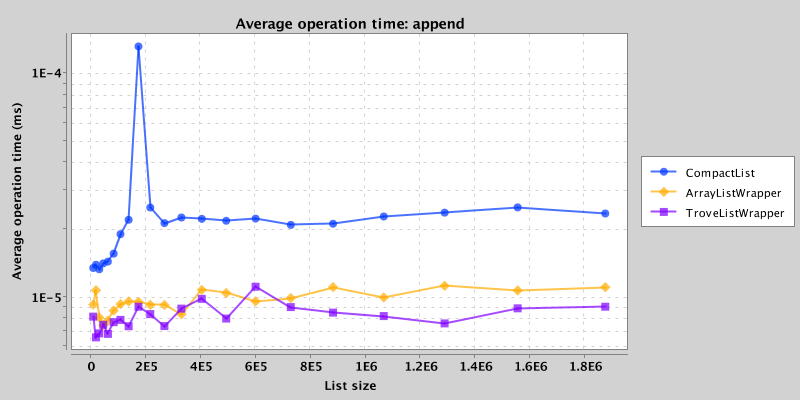 Average operation time: append
Average operation time (ms)
1E-4
1E-5
0 2E5 4E5 6E5 8E5 1E6 1.2E6 1.4E6 1.6E6 1.8E6
List size
CompactList
ArrayListWrapper
TroveListWrapper